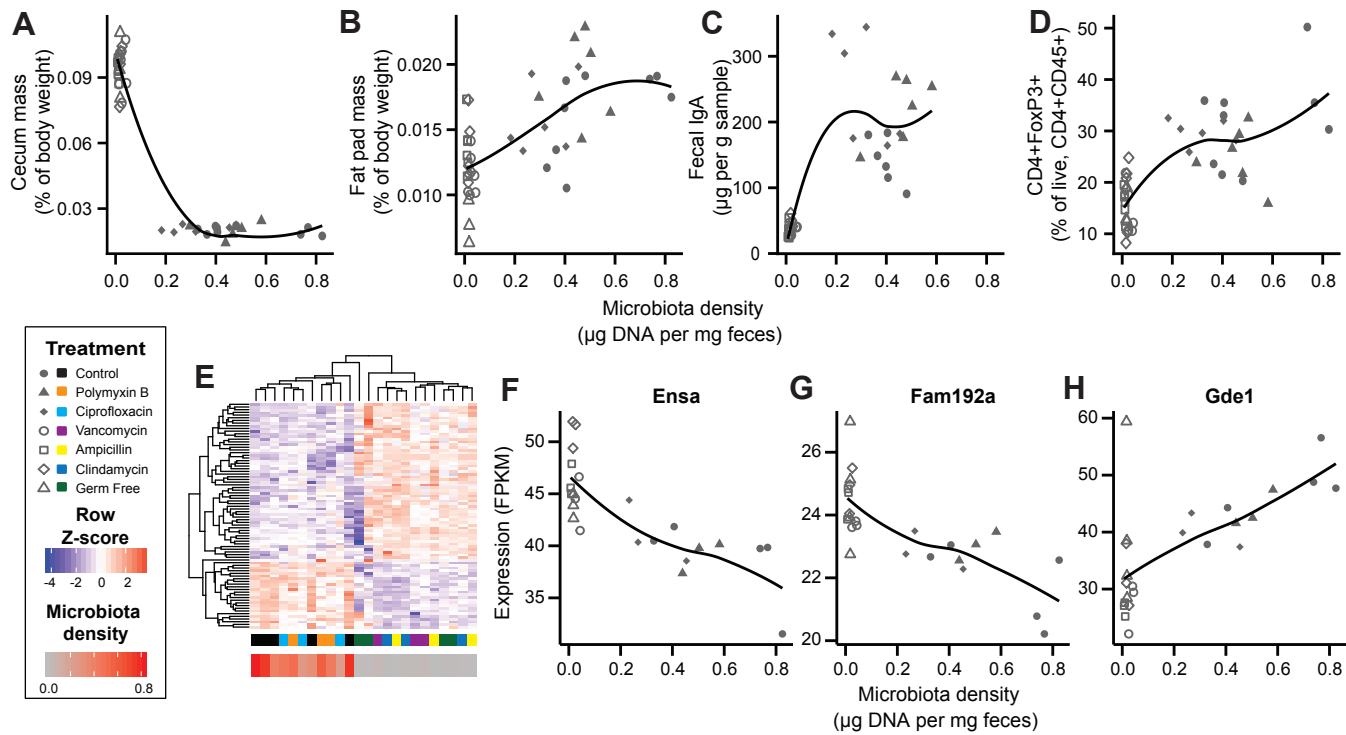 A
Cecum mass
(% of body weight)
0.09
0.06
0.03
0.0 0.2 0.4 0.6 0.8
B
Fat pad mass
(% of body weight)
0.020
0.015
0.010
0.0 0.2 0.4 0.6 0.8
C
Fecal IgA
(µg per g sample)
300
200
100
0
0.0 0.2 0.4 0.6 0.8
D
CD4+FoxP3+
(% of live, CD4+CD45+)
50
40
30
20
10
0.0 0.2 0.4 0.6 0.8
Microbiota density
(µg DNA per mg feces)
Treatment
Control
Polymyxin B
Ciprofloxacin
Vancomycin
Ampicillin
Clindamycin
Germ Free
Row
Z-score
-4 -2 0 2
Microbiota
density
0.0 0.8
E
F
Ensa
Expression (FPKM)
50
45
40
35
0.0 0.2 0.4 0.6 0.8
G
Fam192a
26
24
22
20
0.0 0.2 0.4 0.6 0.8
H
Gde1
60
50
40
30
0.0 0.2 0.4 0.6 0.8
Microbiota density
(µg DNA per mg feces)